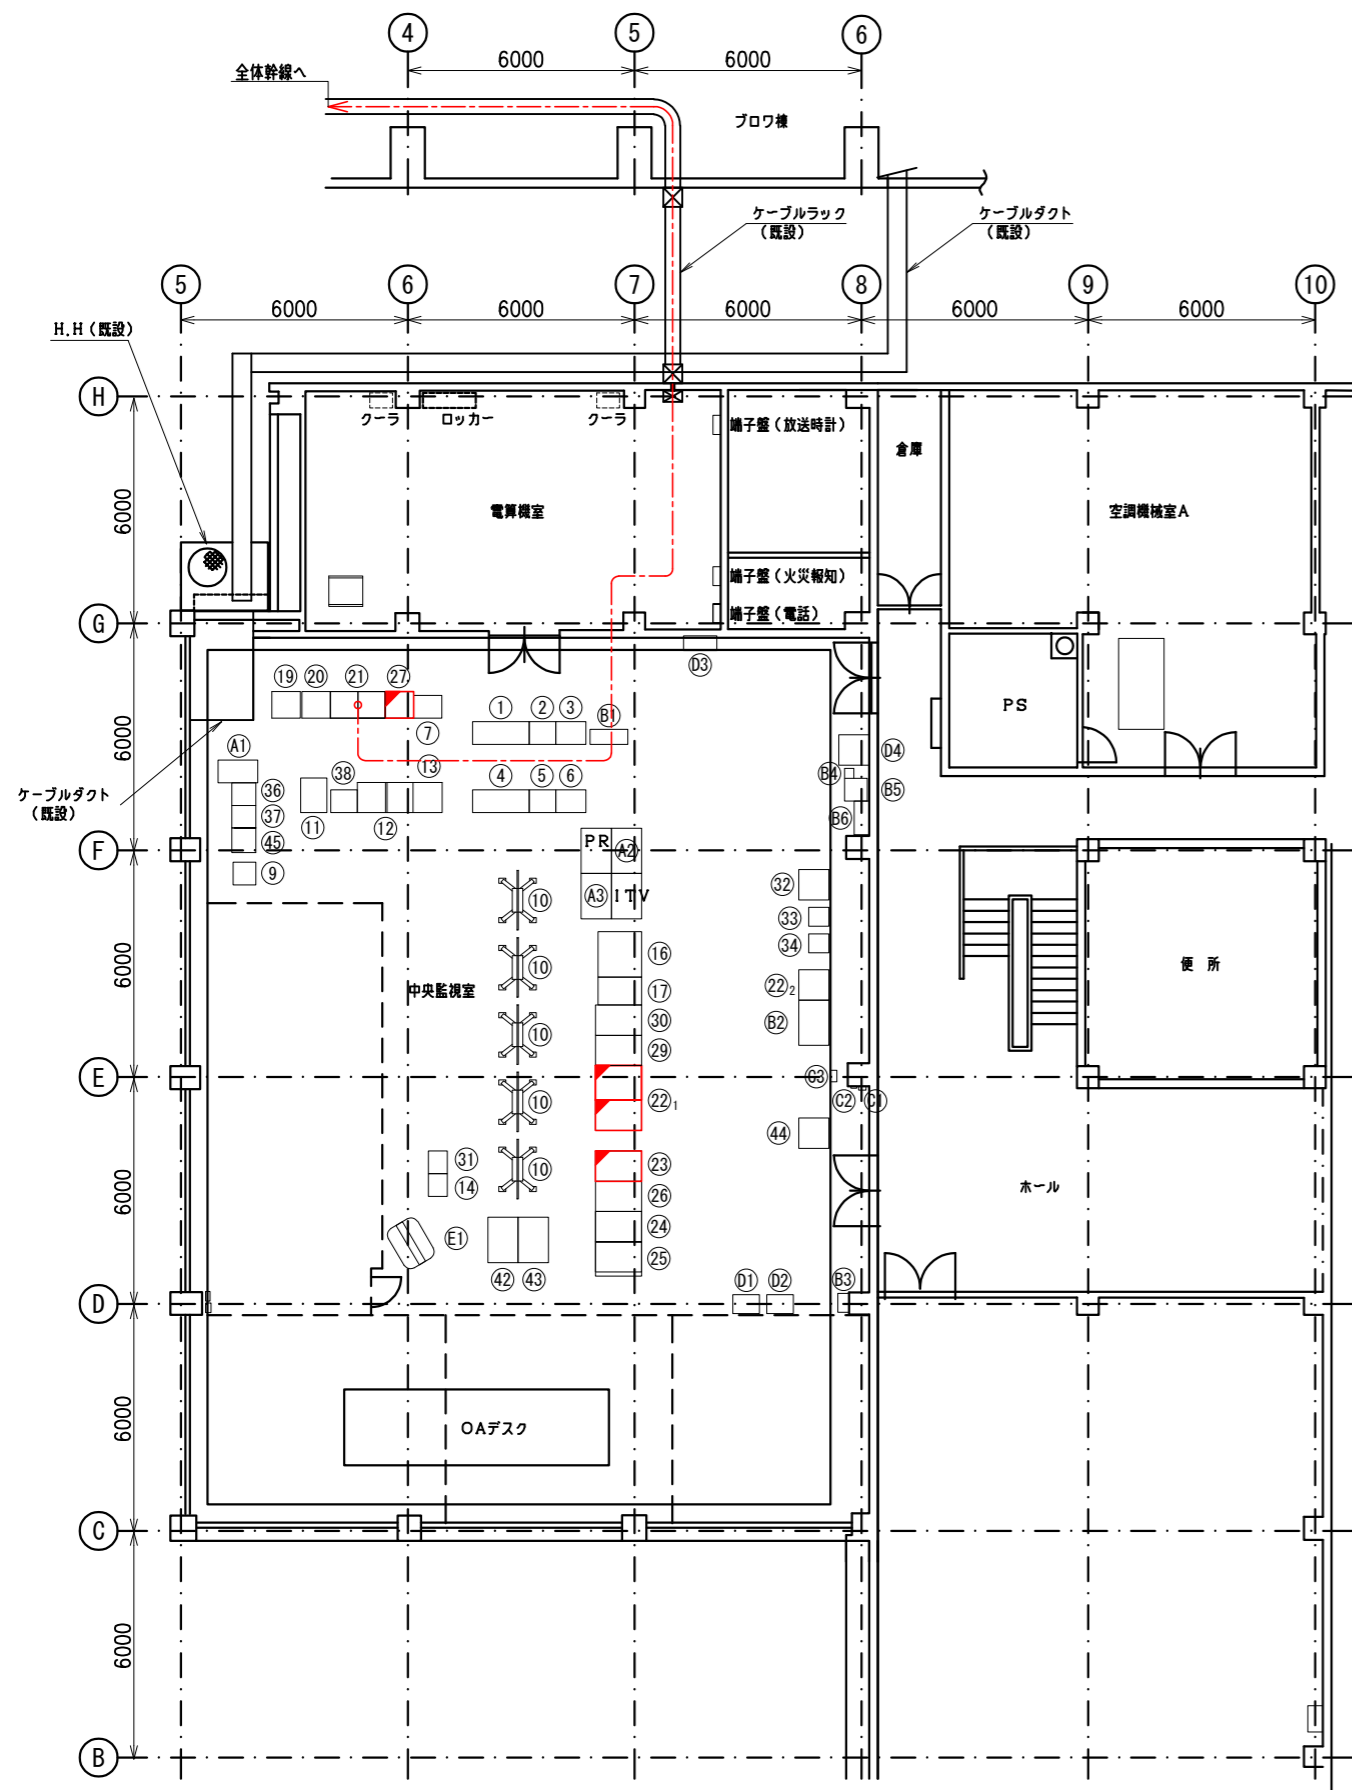 ④ ⑤ ⑥
6000 6000
全体幹線へ
ブロワ棟
ケーブルラック
（既設）
ケーブルダクト
（既設）
⑤ ⑥ ⑦ ⑧ ⑨ ⑩
6000 6000 6000 6000 6000
H.H（既設）
H
クーラ ロッカー クーラ
端子盤（放送時計）
倉庫
6000
電算機室
空調機械室A
端子盤（火災報知）
端子盤（電話）
G
D3
⑲ ⑳ ㉑ ㉗
⑦
① ② ③ B1
PS
6000
A1
D4
ケーブルダクト
（既設）
㊱
㊲
㊺
⑨
⑪ ㊳ ⑫ ⑬
④ ⑤ ⑥
B4
B5
B6
F
PR A2
A3 ITV
⑩
⑩
⑩
⑩
⑩
㉜
㉝
㉞
6000
中央監視室
⑯
⑰
㉚
㉙
㉒₂
B2
便 所
E
㉒₁
C3
C2 C1
㊹
6000
㉛
⑭
㉓
㉖
㉔
㉕
ホール
E1
㊷ ㊸
D1 D2 B3
D
6000
OAデスク
C
6000
B